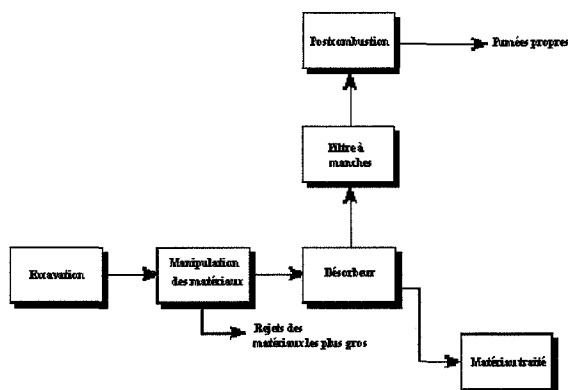 Postcombustion
Fumées propres
Filtre à
manches
Excavation
Manipulation
des matériaux
Désorbeur
Rejets des
matériaux les plus gros
Matériau traité